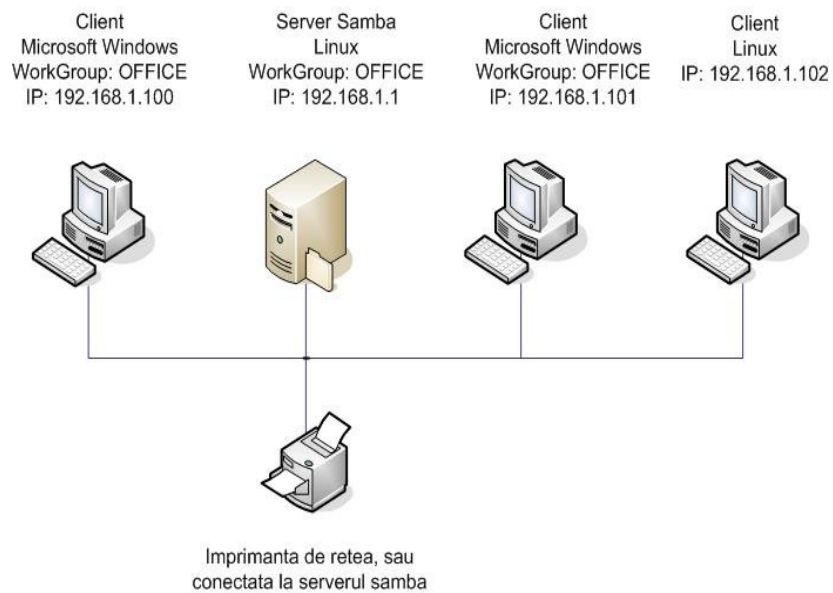 Client
Microsoft Windows
WorkGroup: OFFICE
IP: 192.168.1.100
Server Samba
Linux
WorkGroup: OFFICE
IP: 192.168.1.1
Client
Microsoft Windows
WorkGroup: OFFICE
IP: 192.168.1.101
Client
Linux
IP: 192.168.1.102
Imprimanta de retea, sau
conectata la serverul samba